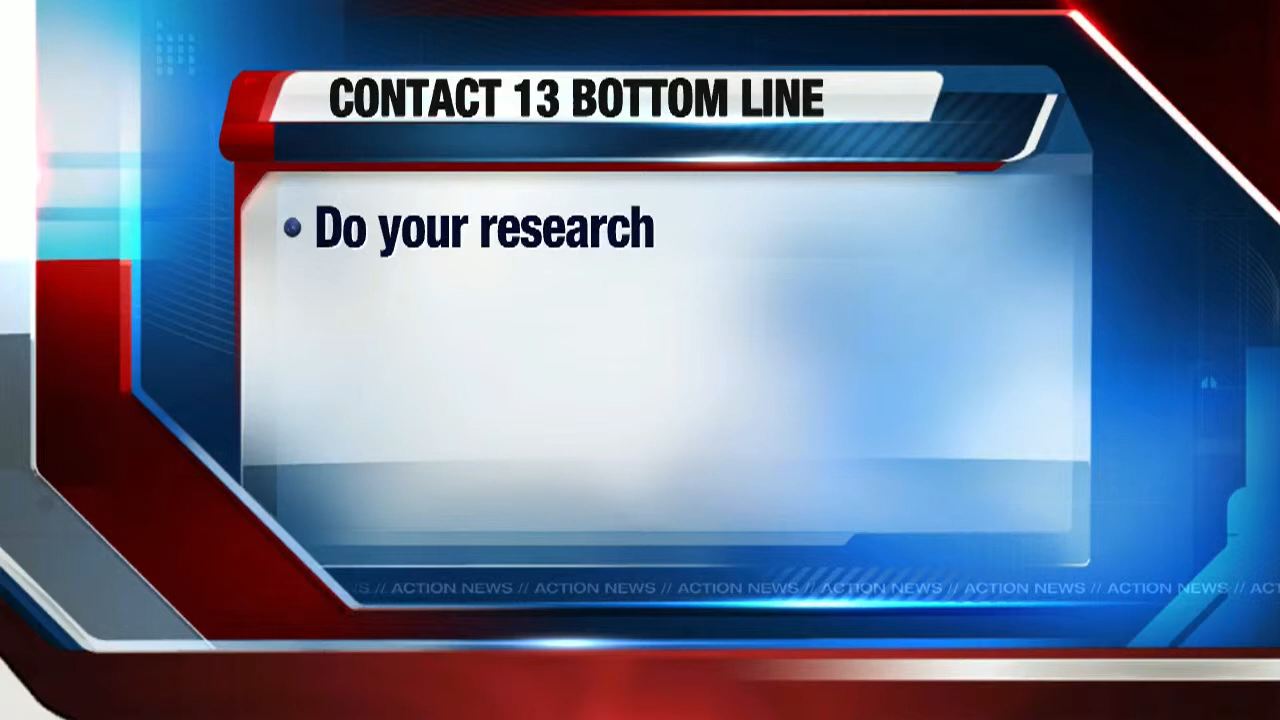 CONTACT 13 BOTTOM LINE
• Do your research
// ACTION NEWS // ACTION NEWS // ACTION NEWS // ACTION NEWS // ACTION NEWS // ACTION NEWS //